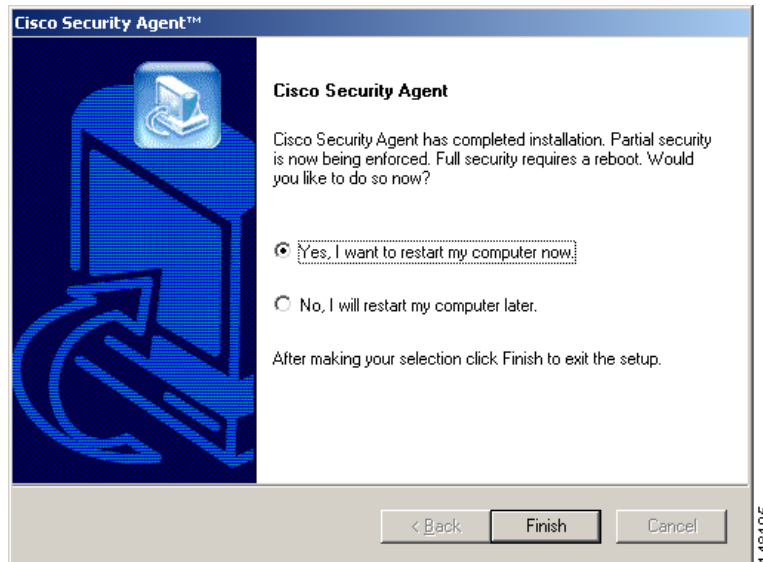 Cisco Security Agent™
Cisco Security Agent
Cisco Security Agent has completed installation. Partial security
is now being enforced. Full security requires a reboot. Would
you like to do so now?
Yes, I want to restart my computer now.
No, I will restart my computer later.
After making your selection click Finish to exit the setup.
< Back
Finish
Cancel